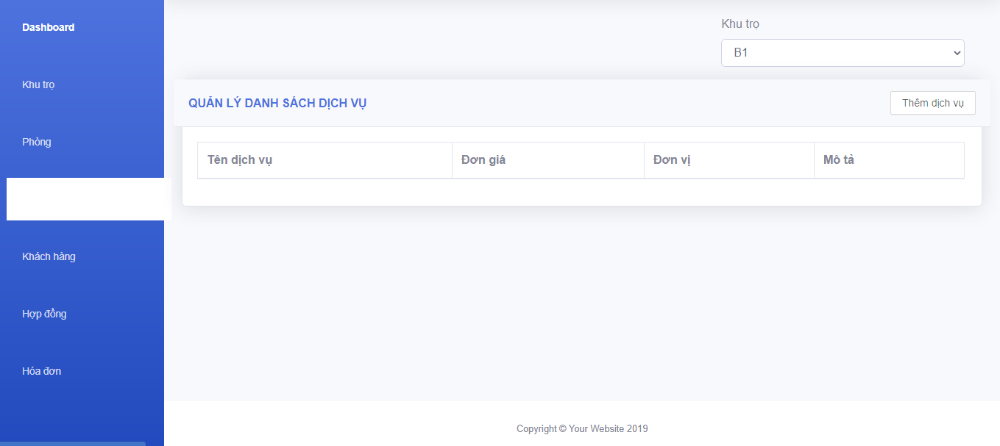 Dashboard
Khu trọ
Phòng
Khách hàng
Hợp đồng
Hóa đơn
Khu trọ
B1
QUẢN LÝ DANH SÁCH DỊCH VỤ
Thêm dịch vụ
Tên dịch vụ
Đơn giá
Đơn vị
Mô tả
Copyright © Your Website 2019